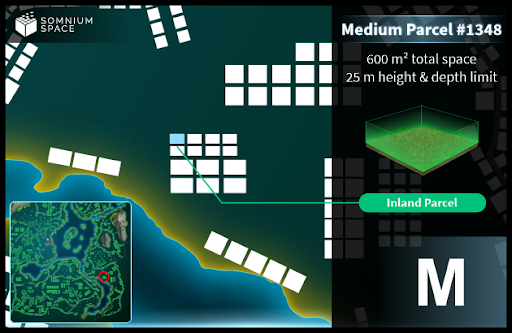 SOMNIUM
SPACE
Medium Parcel #1348
600 m² total space
25 m height & depth limit
Inland Parcel
M